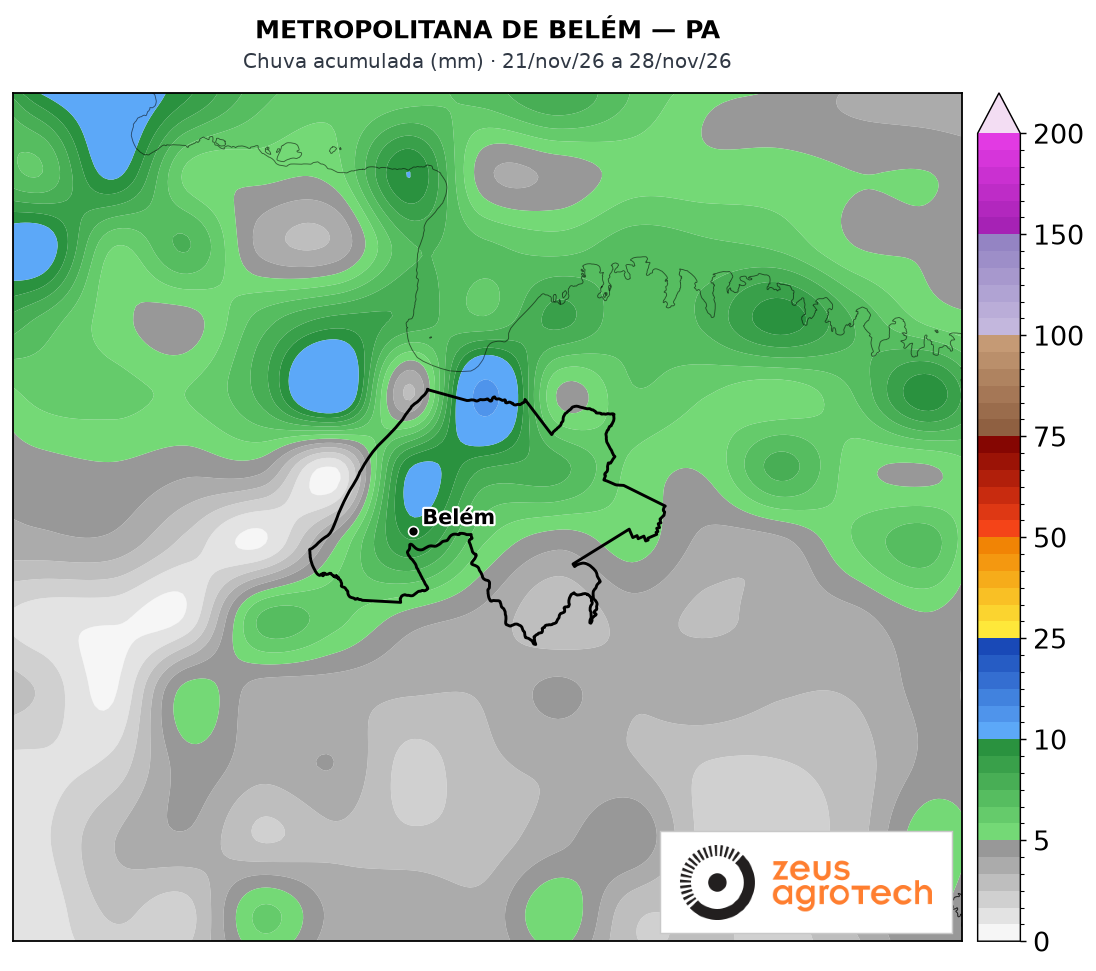 METROPOLITANA DE BELÉM — PA
Chuva acumulada (mm) · 21/nov/26 a 28/nov/26
200
150
100
75
50
25
10
5
0
Belém
zeus
agroTech